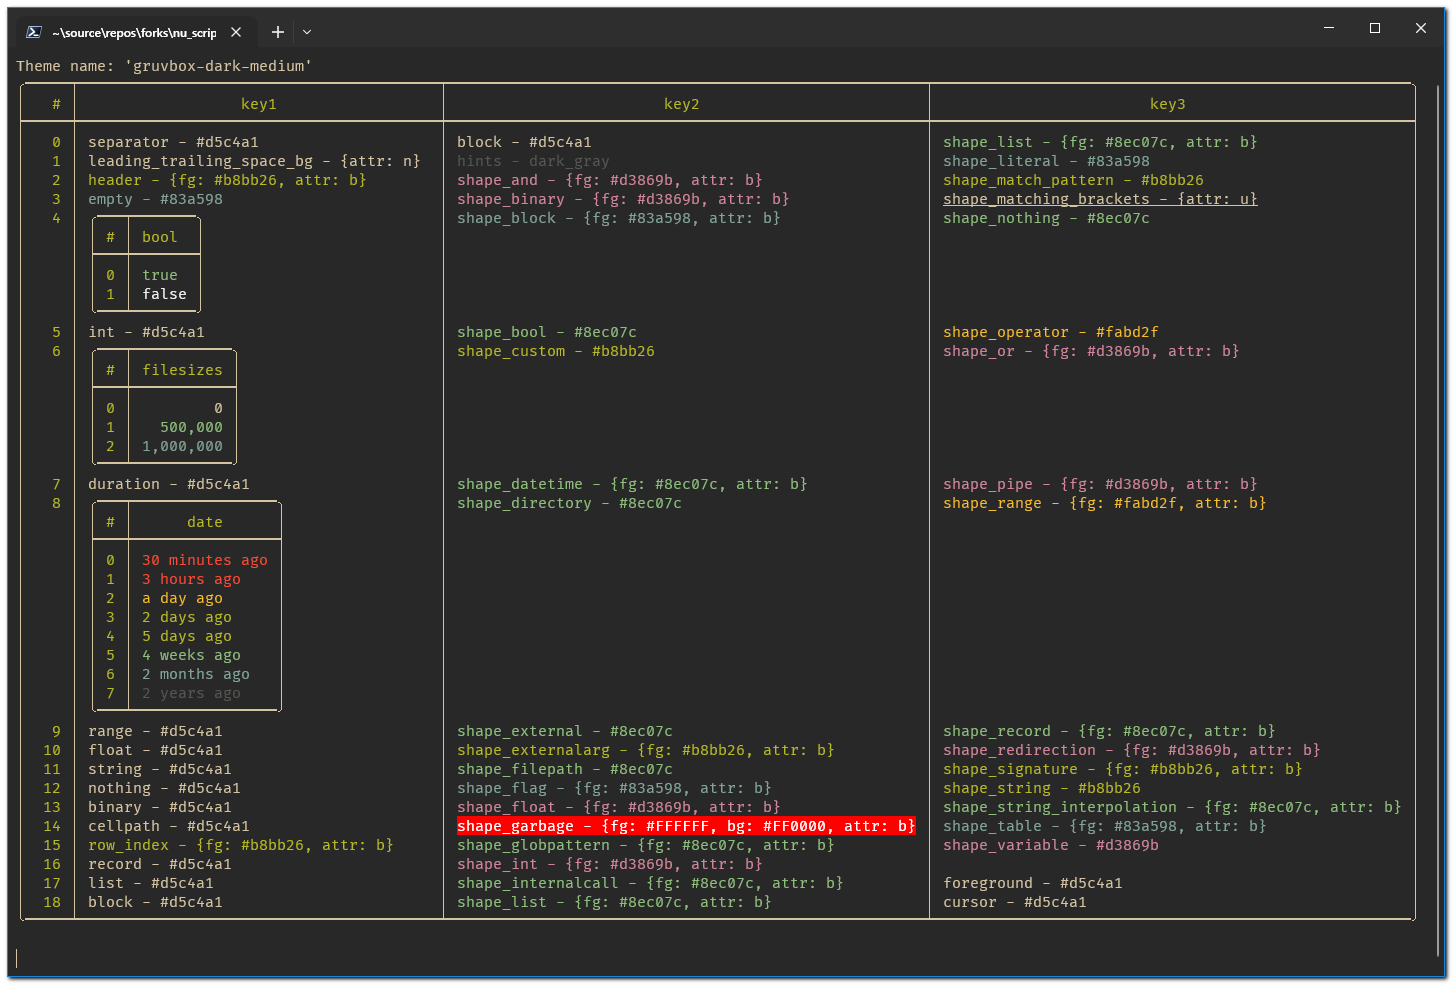 ~\source\repos\forks\nu_scrip
Theme name: 'gruvbox-dark-medium'
# key1 key2 key3
0 separator - #d5c4a1 block - #d5c4a1 shape_list - {fg: #8ec07c, attr: b}
1 leading_trailing_space_bg - {attr: n} hints - dark_gray shape_literal - #83a598
2 header - {fg: #b8bb26, attr: b} shape_and - {fg: #d3869b, attr: b} shape_match_pattern - #b8bb26
3 empty - #83a598 shape_binary - {fg: #d3869b, attr: b} shape_matching_brackets - {attr: u}
4 shape_block - {fg: #83a598, attr: b} shape_nothing - #8ec07c
# bool
0 true
1 false
5 int - #d5c4a1 shape_bool - #8ec07c shape_operator - #fabd2f
6 shape_custom - #b8bb26 shape_or - {fg: #d3869b, attr: b}
# filesizes
0 0
1 500,000
2 1,000,000
7 duration - #d5c4a1 shape_datetime - {fg: #8ec07c, attr: b} shape_pipe - {fg: #d3869b, attr: b}
8 shape_directory - #8ec07c shape_range - {fg: #fabd2f, attr: b}
# date
0 30 minutes ago
1 3 hours ago
2 a day ago
3 2 days ago
4 5 days ago
5 4 weeks ago
6 2 months ago
7 2 years ago
9 range - #d5c4a1 shape_external - #8ec07c shape_record - {fg: #8ec07c, attr: b}
10 float - #d5c4a1 shape_externalarg - {fg: #b8bb26, attr: b} shape_redirection - {fg: #d3869b, attr: b}
11 string - #d5c4a1 shape_filepath - #8ec07c shape_signature - {fg: #b8bb26, attr: b}
12 nothing - #d5c4a1 shape_flag - {fg: #83a598, attr: b} shape_string - #b8bb26
13 binary - #d5c4a1 shape_float - {fg: #d3869b, attr: b} shape_string_interpolation - {fg: #8ec07c, attr: b}
14 cellpath - #d5c4a1 shape_garbage - {fg: #FFFFFF, bg: #FF0000, attr: b} shape_table - {fg: #83a598, attr: b}
15 row_index - {fg: #b8bb26, attr: b} shape_globpattern - {fg: #8ec07c, attr: b} shape_variable - #d3869b
16 record - #d5c4a1 shape_int - {fg: #d3869b, attr: b}
17 list - #d5c4a1 shape_internalcall - {fg: #8ec07c, attr: b} foreground - #d5c4a1
18 block - #d5c4a1 shape_list - {fg: #8ec07c, attr: b} cursor - #d5c4a1